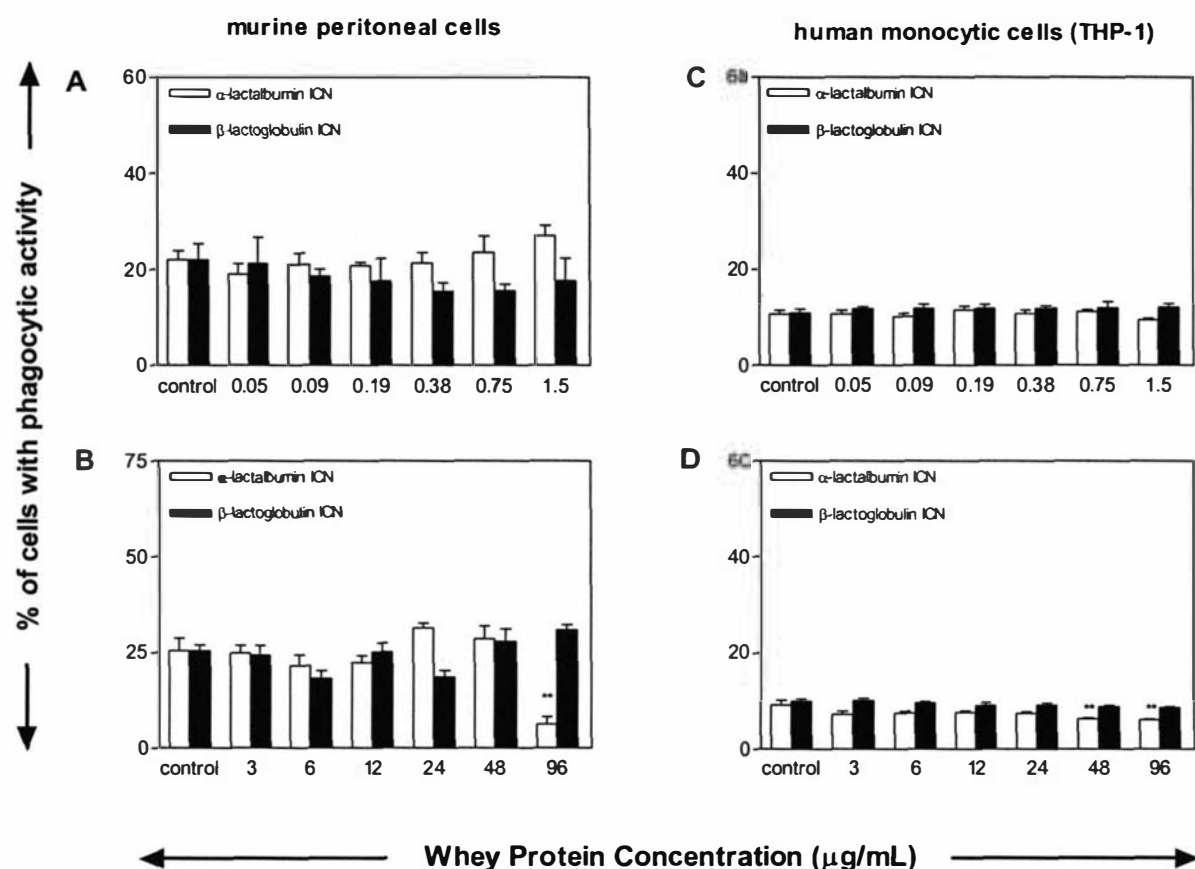 murine peritoneal cells
human monocytic cells (THP-1)
% of cells with phagocytic activity
A
60
40
20
0
α-lactalbumin ICN
β-lactoglobulin ICN
control 0.05 0.09 0.19 0.38 0.75 1.5
C
40
20
0
α-lactalbumin ICN
β-lactoglobulin ICN
control 0.05 0.09 0.19 0.38 0.75 1.5
B
75
50
25
0
α-lactalbumin ICN
β-lactoglobulin ICN
**
control 3 6 12 24 48 96
D
60
40
20
0
α-lactalbumin ICN
β-lactoglobulin ICN
** **
control 3 6 12 24 48 96
Whey Protein Concentration (μg/mL)